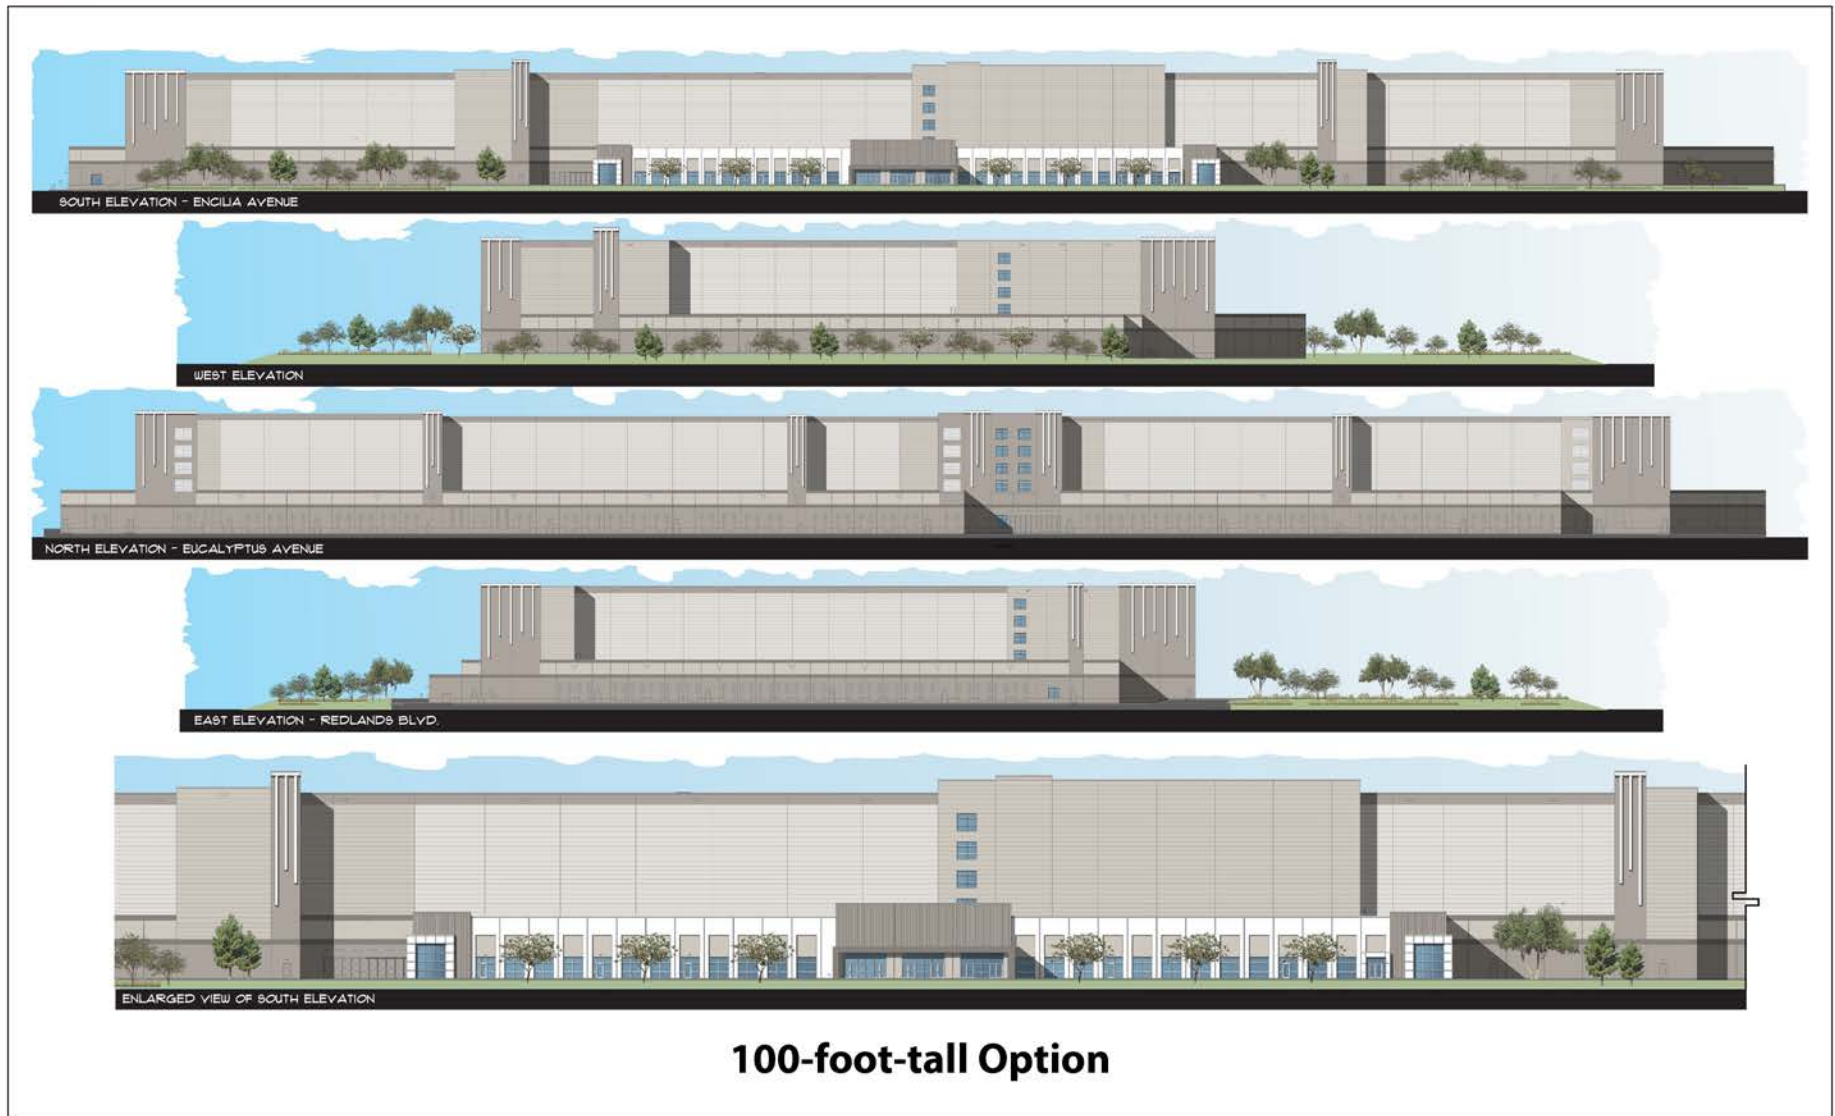 SOUTH ELEVATION - ENCILIA AVENUE
WEST ELEVATION
NORTH ELEVATION - EUCALYPTUS AVENUE
EAST ELEVATION - REDLANDS BLVD.
ENLARGED VIEW OF SOUTH ELEVATION
100-foot-tall Option